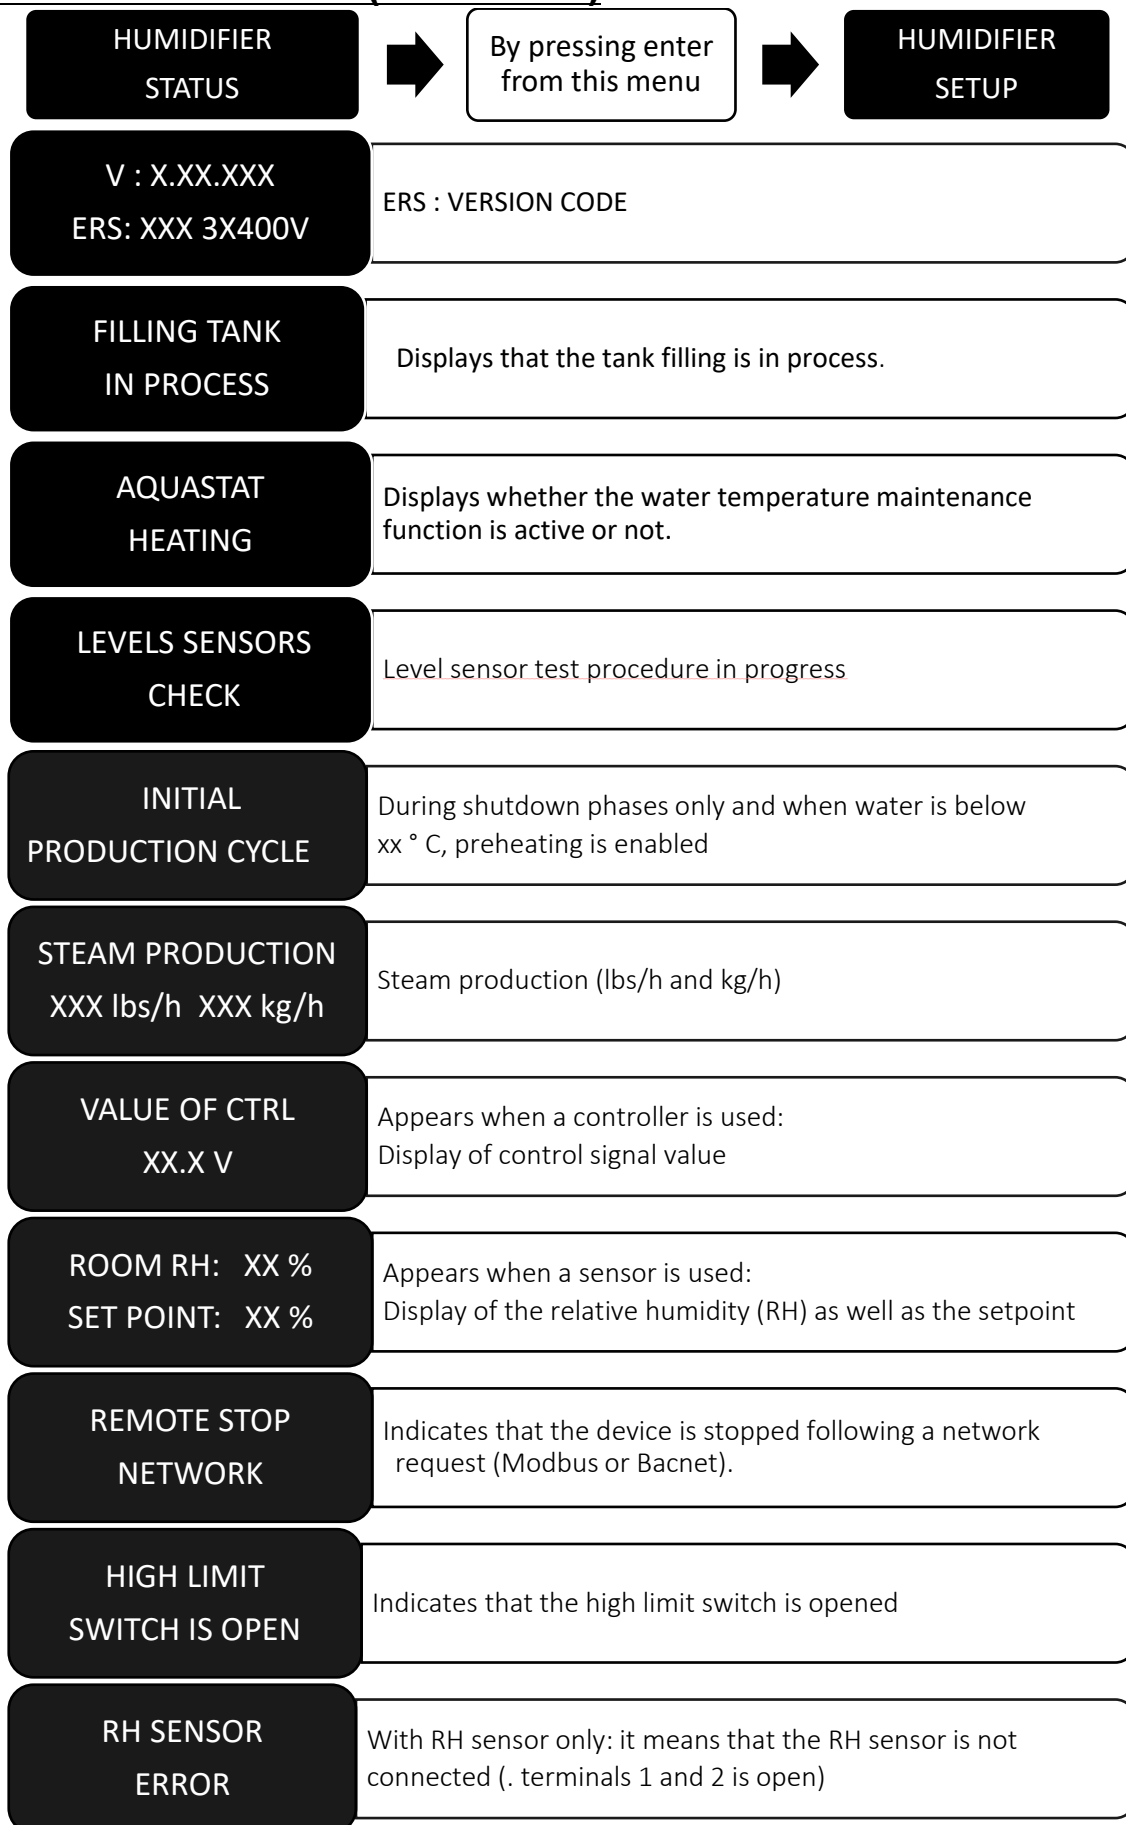 HUMIDIFIER
STATUS
By pressing enter
from this menu
HUMIDIFIER
SETUP
V : X.XX.XXX
ERS: XXX 3X400V
ERS : VERSION CODE
FILLING TANK
IN PROCESS
Displays that the tank filling is in process.
AQUASTAT
HEATING
Displays whether the water temperature maintenance
function is active or not.
LEVELS SENSORS
CHECK
Level sensor test procedure in progress
INITIAL
PRODUCTION CYCLE
During shutdown phases only and when water is below
xx ° C, preheating is enabled
STEAM PRODUCTION
XXX lbs/h XXX kg/h
Steam production (lbs/h and kg/h)
VALUE OF CTRL
XX.X V
Appears when a controller is used:
Display of control signal value
ROOM RH: XX %
SET POINT: XX %
Appears when a sensor is used:
Display of the relative humidity (RH) as well as the setpoint
REMOTE STOP
NETWORK
Indicates that the device is stopped following a network
request (Modbus or Bacnet).
HIGH LIMIT
SWITCH IS OPEN
Indicates that the high limit switch is opened
RH SENSOR
ERROR
With RH sensor only: it means that the RH sensor is not
connected (. terminals 1 and 2 is open)